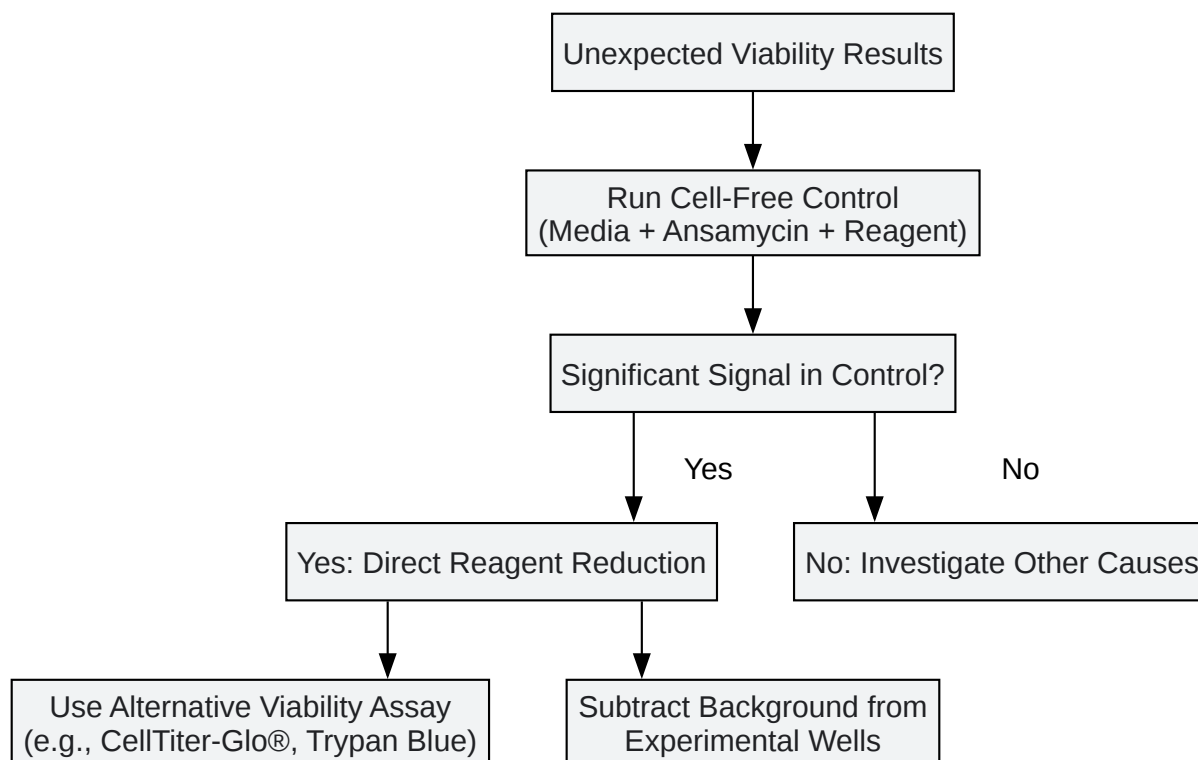 Unexpected Viability Results
Run Cell-Free Control
(Media + Ansamycin + Reagent)
Significant Signal in Control?
Yes
No
Yes: Direct Reagent Reduction
No: Investigate Other Causes
Use Alternative Viability Assay
(e.g., CellTiter-Glo®, Trypan Blue)
Subtract Background from
Experimental Wells